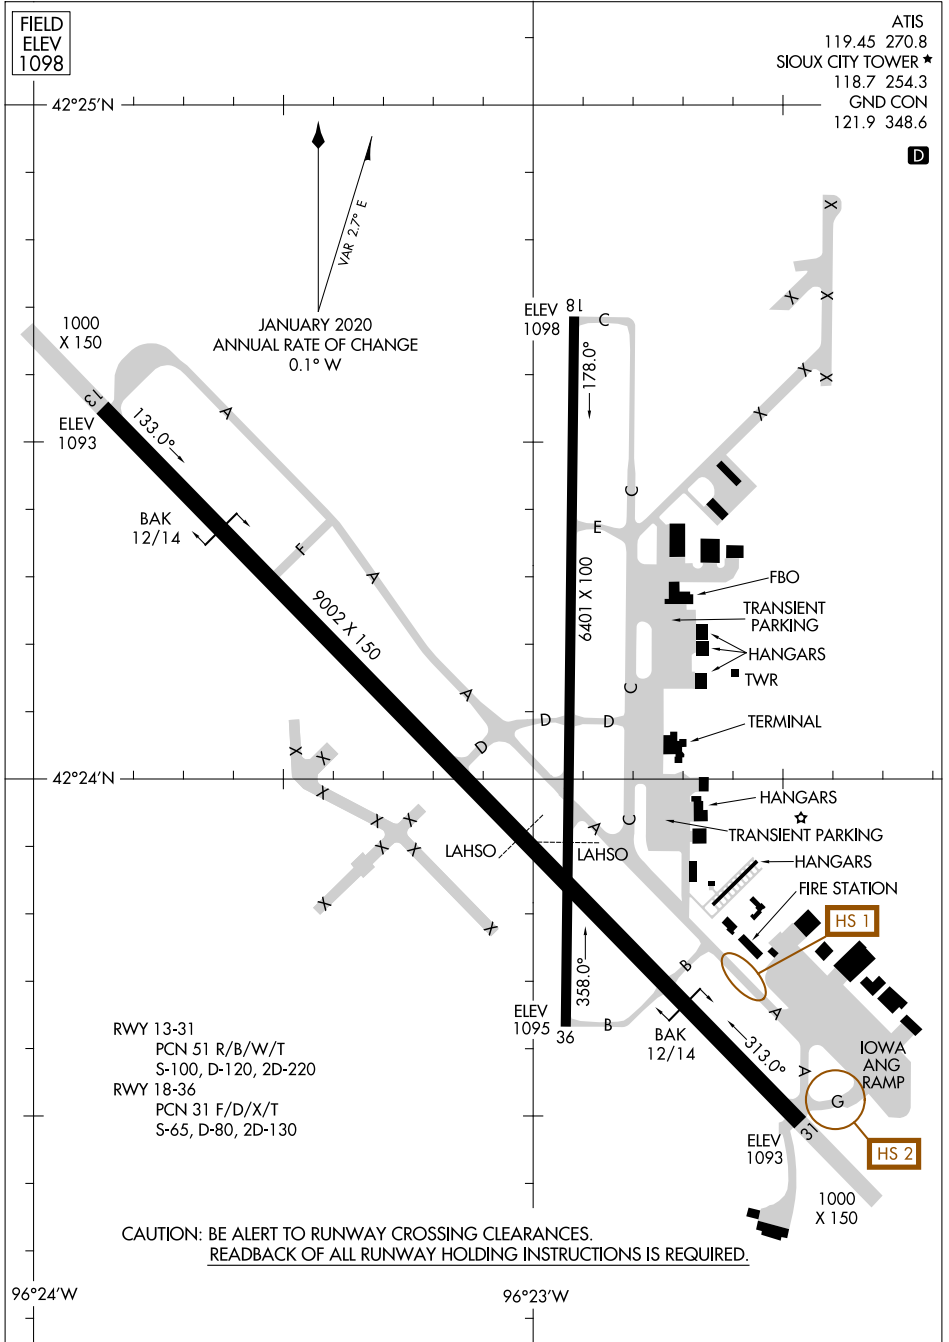 FIELD
ELEV
1098
ATIS
119.45 270.8
SIOUX CITY TOWER ★
118.7 254.3
GND CON
121.9 348.6
D
42°25'N
VAR 2.7° E
JANUARY 2020
ANNUAL RATE OF CHANGE
0.1° W
1000
X 150
13
ELEV
1093
133.0°
A
BAK
12/14
F
A
9002 X 150
A
D
ELEV
1098
18
C
178.0°
C
E
6401 X 100
C
D
D
X
X
X
X
X
X
X
FBO
TRANSIENT
PARKING
HANGARS
TWR
TERMINAL
42°24'N
X
X
X
X
X
X
X
X
X
LAHSO
LAHSO
A
C
HANGARS
TRANSIENT PARKING
HANGARS
FIRE STATION
HS 1
358.0°
B
B
ELEV
1095
36
BAK
12/14
313.0°
A
A
G
IOWA
ANG
RAMP
31
ELEV
1093
HS 2
1000
X 150
RWY 13-31
PCN 51 R/B/W/T
S-100, D-120, 2D-220
RWY 18-36
PCN 31 F/D/X/T
S-65, D-80, 2D-130
CAUTION: BE ALERT TO RUNWAY CROSSING CLEARANCES.
READBACK OF ALL RUNWAY HOLDING INSTRUCTIONS IS REQUIRED.
96°24'W
96°23'W